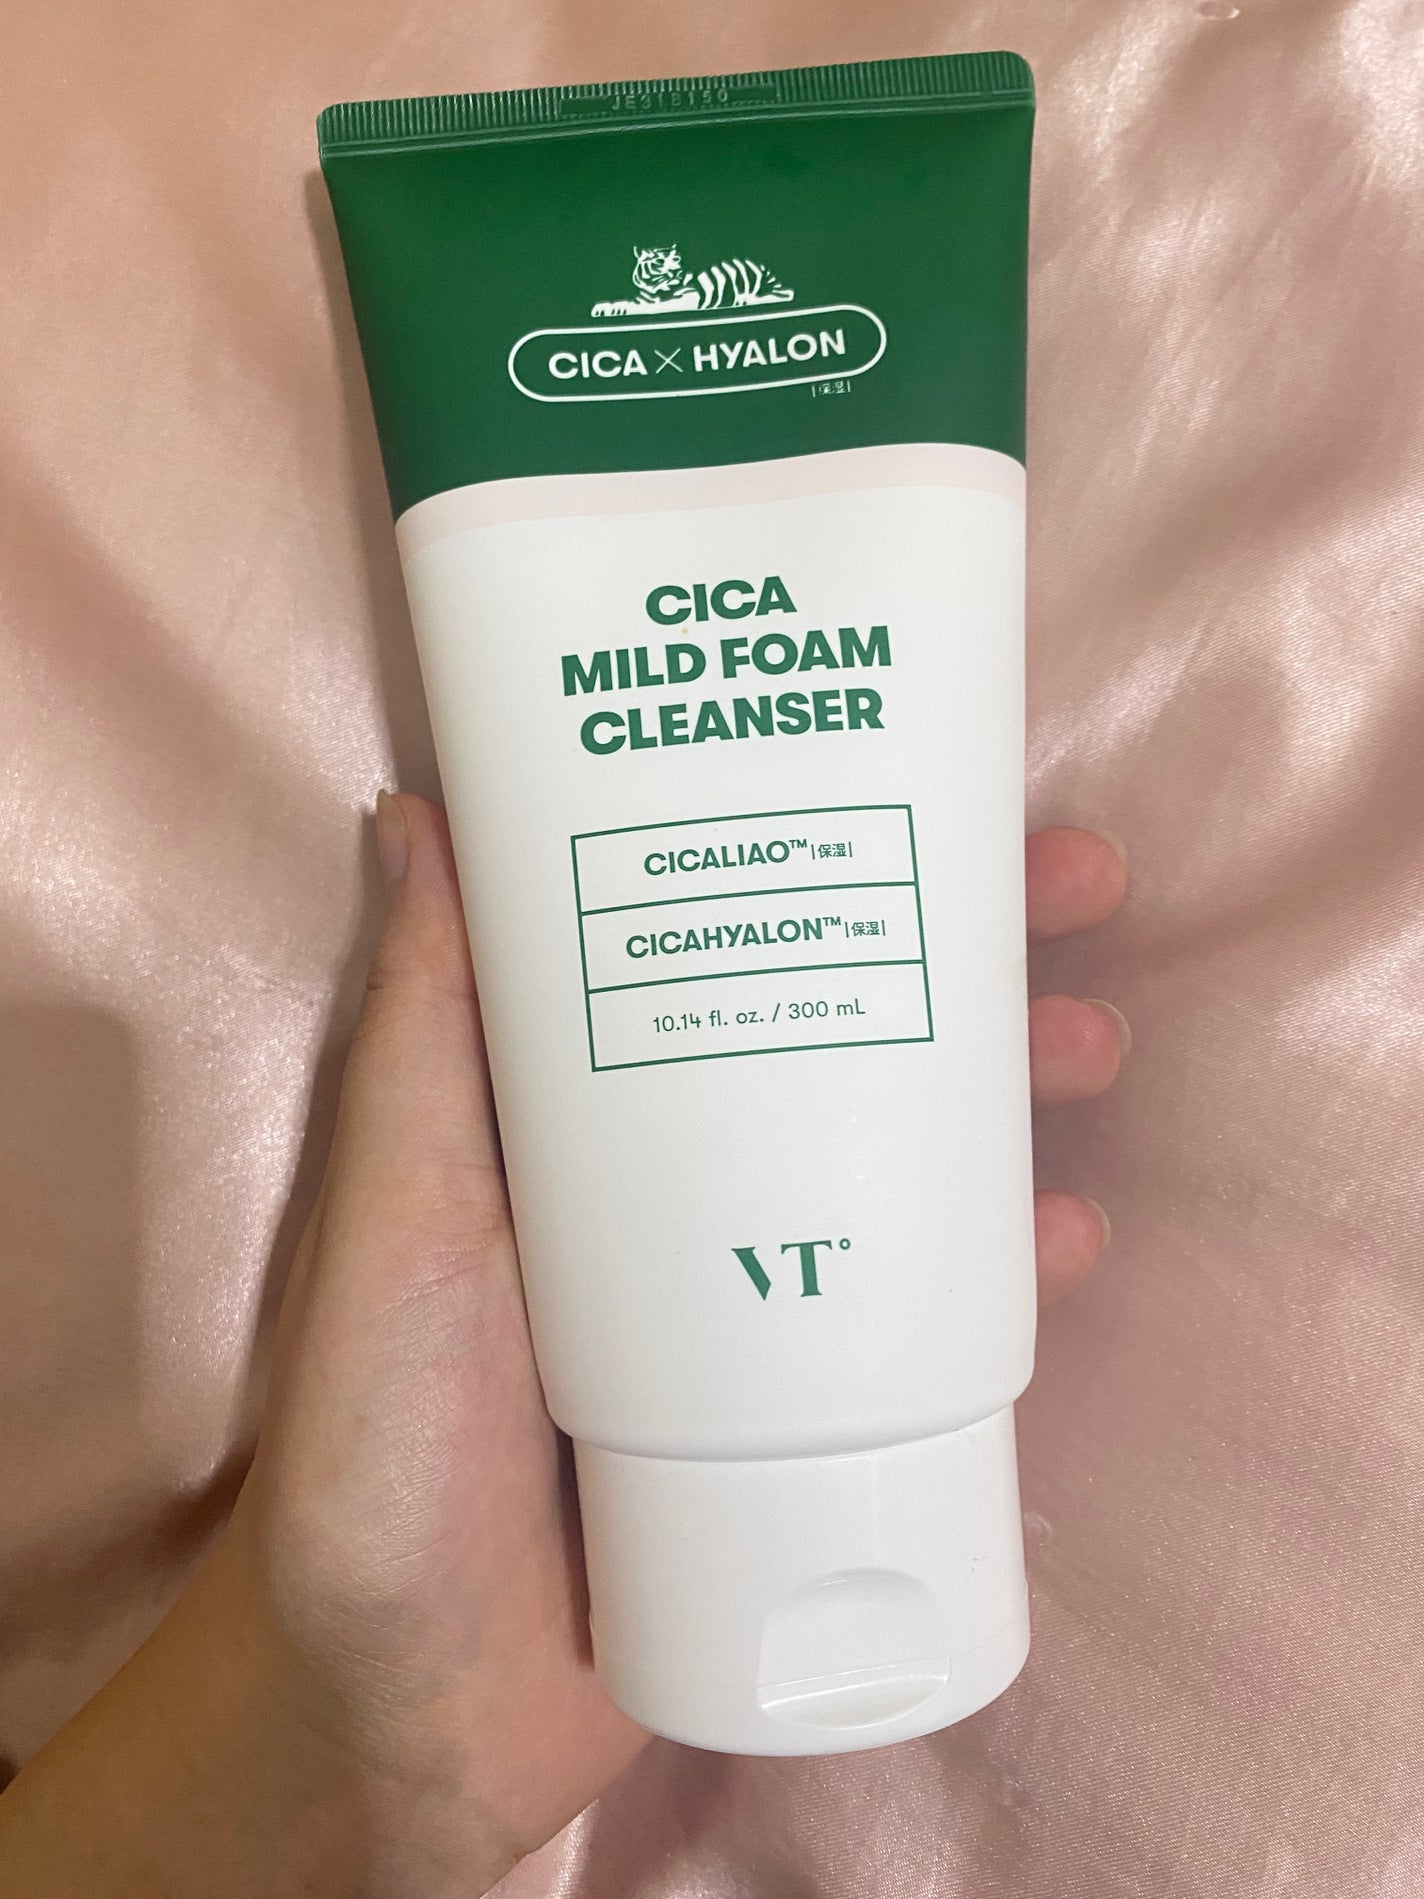 JE31B150
CICA X HYALON
|保湿|
CICA
MILD FOAM
CLEANSER
CICALIAO™|保湿|
CICAHYALON™|保湿|
10.14 fl. oz. / 300 mL
VT°